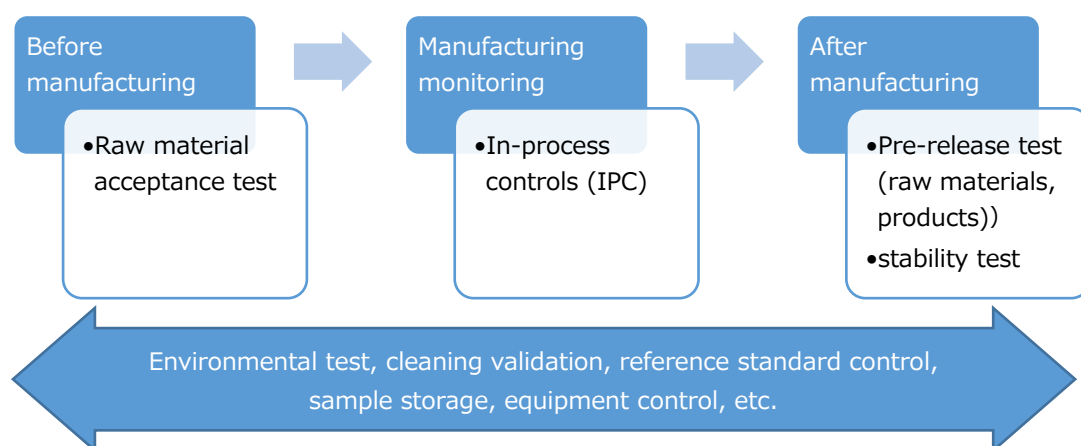 Before
manufacturing
•Raw material
acceptance test
Manufacturing
monitoring
•In-process
controls (IPC)
After
manufacturing
•Pre-release test
(raw materials,
products)）
•stability test
Environmental test, cleaning validation, reference standard control,
sample storage, equipment control, etc.